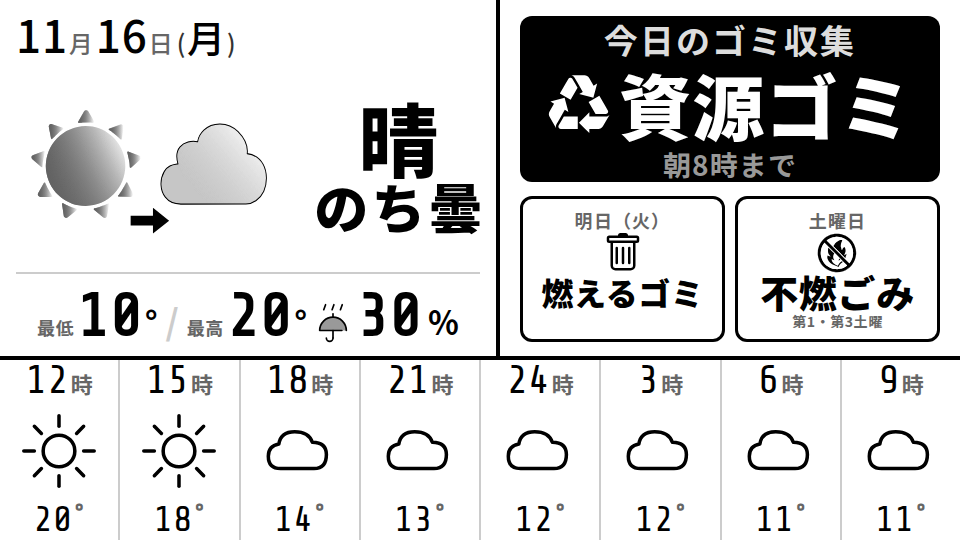 11月16日(月)
晴
のち曇
最低10°/最高20° 30%
今日のゴミ収集
資源ゴミ
朝8時まで
明日（火）
燃えるゴミ
土曜日
不燃ごみ
第1・第3土曜
12時 15時 18時 21時 24時 3時 6時 9時
20° 18° 14° 13° 12° 12° 11° 11°